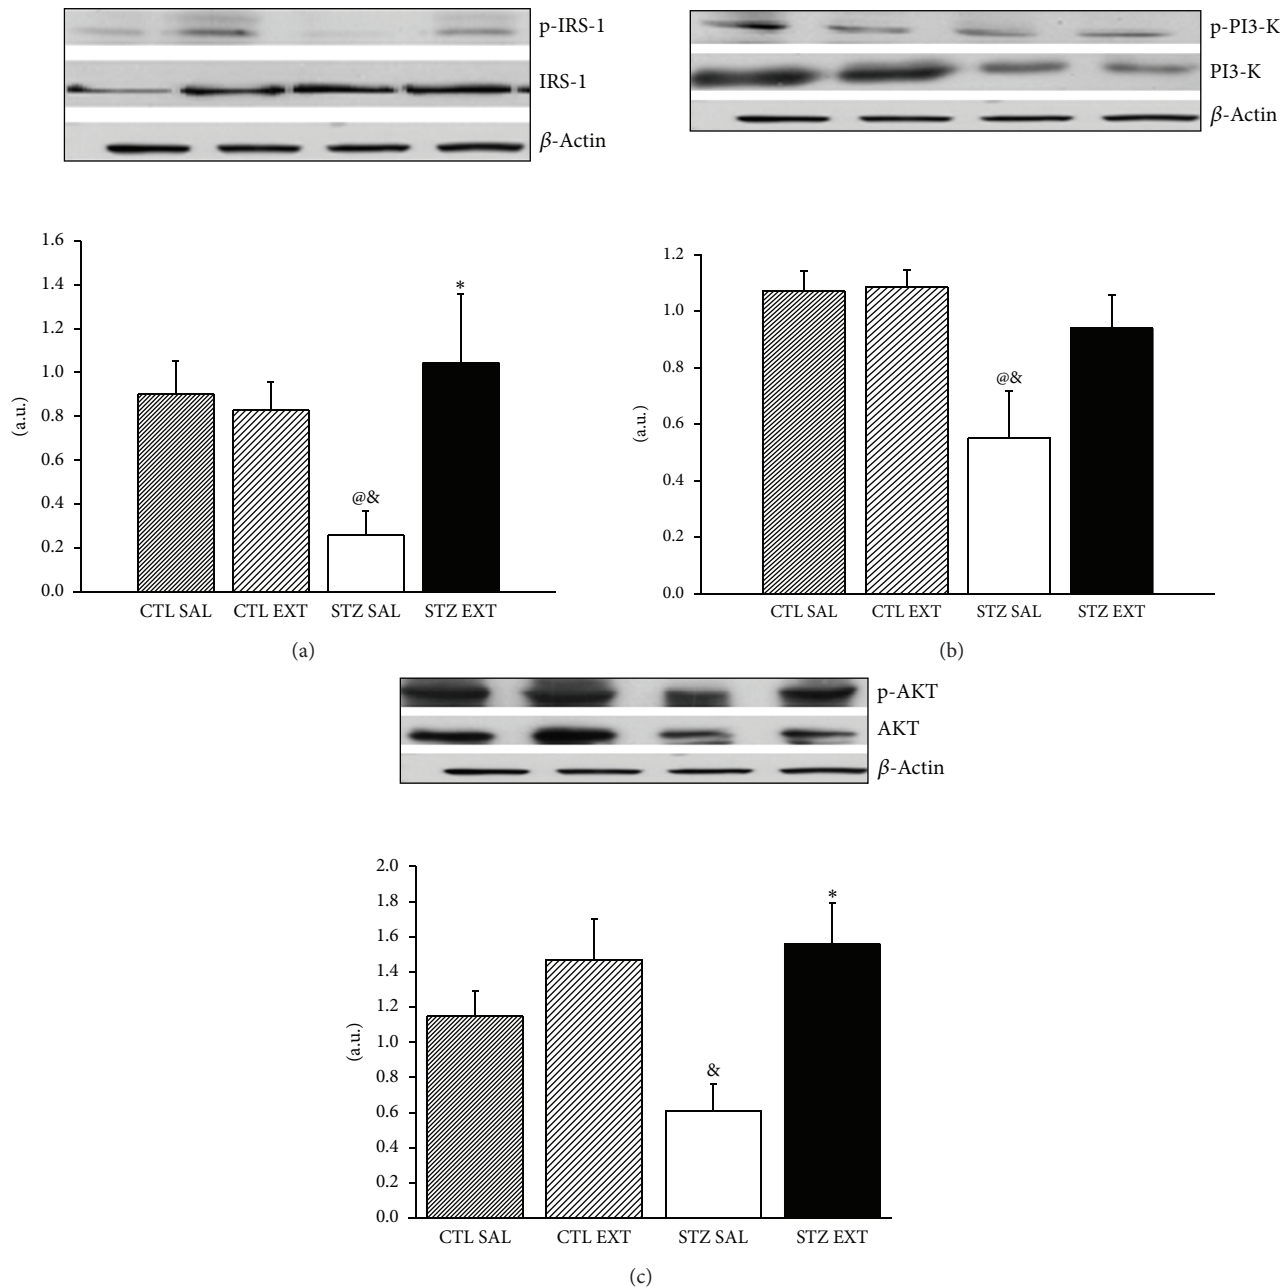 p-IRS-1
IRS-1
β-Actin
1.6
1.4
1.2
1.0
0.8
0.6
0.4
0.2
0.0
(a.u.)
@&
*
CTL SAL CTL EXT STZ SAL STZ EXT
(a)
p-PI3-K
PI3-K
β-Actin
1.2
1.0
0.8
0.6
0.4
0.2
0.0
(a.u.)
@&
CTL SAL CTL EXT STZ SAL STZ EXT
(b)
p-AKT
AKT
β-Actin
2.0
1.8
1.6
1.4
1.2
1.0
0.8
0.6
0.4
0.2
0.0
(a.u.)
&
*
CTL SAL CTL EXT STZ SAL STZ EXT
(c)